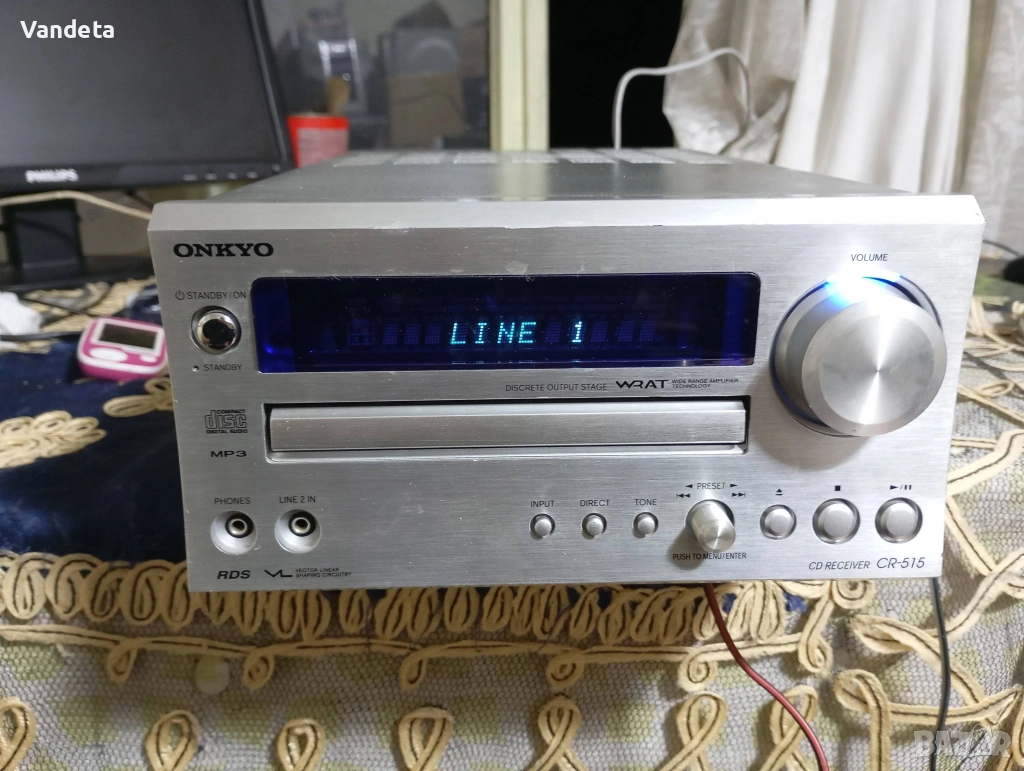 Vandeta
PHILIPS
ONKYO
VOLUME
STANDBY/ON
LINE 1
STANDBY
DISCRETE OUTPUT STAGE WRAT WIDE RANGE AMPLIFIER
TECHNOLOGY
COMPACT
disc
DIGITAL AUDIO
MP3
PHONES
LINE 2 IN
INPUT
DIRECT
TONE
PRESET
PUSH TO MENU/ENTER
RDS
VL VECTOR LINEAR
SHAPING CIRCUITRY
CD RECEIVER CR-515
BAZAR